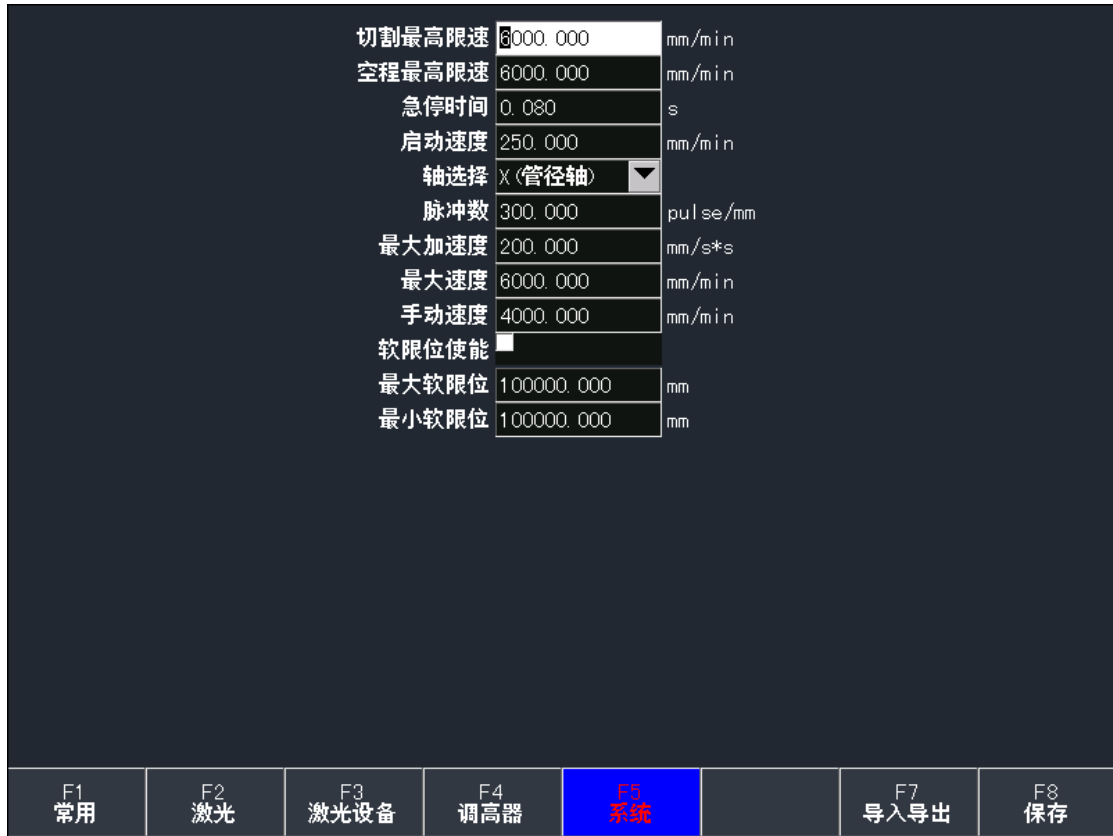 切割最高限速 6000.000 mm/min
空程最高限速 6000.000 mm/min
急停时间 0.080 s
启动速度 250.000 mm/min
轴选择 X(管径轴)
脉冲数 300.000 pulse/mm
最大加速度 200.000 mm/s*s
最大速度 6000.000 mm/min
手动速度 4000.000 mm/min
软限位使能
最大软限位 100000.000 mm
最小软限位 100000.000 mm
F1 F2 F3 F4 F5 F7 F8
常用 激光 激光设备 调高器 系统 导入导出 保存